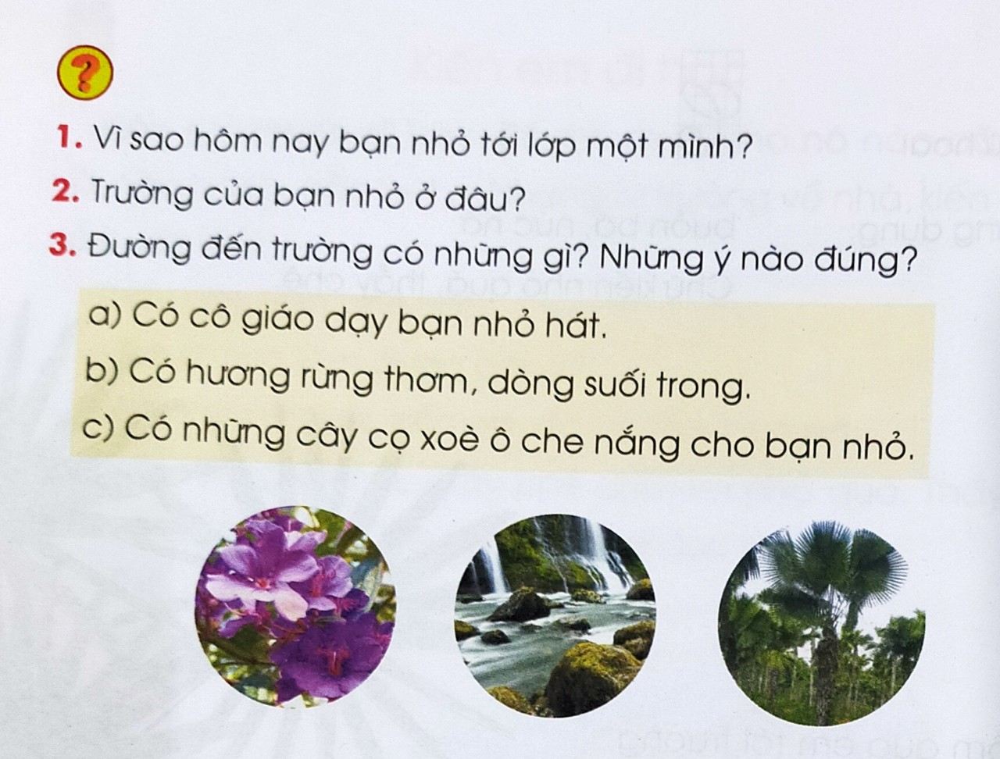 ?
1. Vì sao hôm nay bạn nhỏ tới lớp một mình?
2. Trường của bạn nhỏ ở đâu?
3. Đường đến trường có những gì? Những ý nào đúng?
a) Có cô giáo dạy bạn nhỏ hát.
b) Có hương rừng thơm, dòng suối trong.
c) Có những cây cọ xoè ô che nắng cho bạn nhỏ.